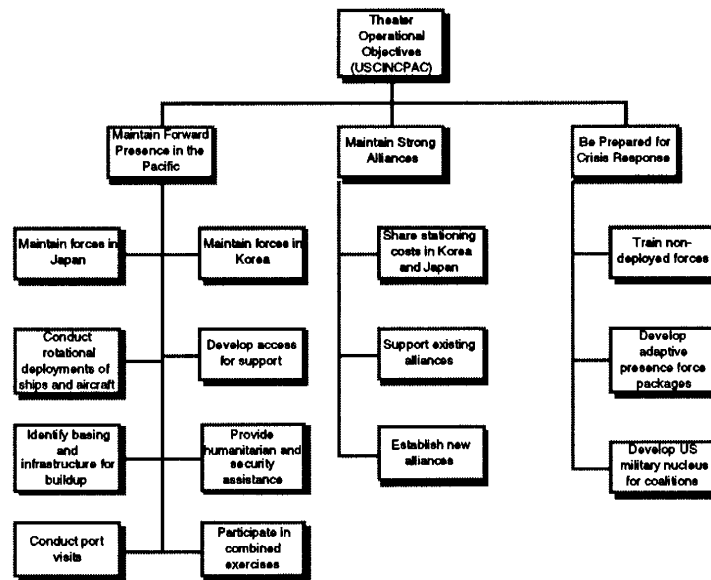 Theater
Operational
Objectives
(USCINCPAC)
Maintain Forward
Presence in the
Pacific
Maintain Strong
Alliances
Be Prepared for
Crisis Response
Maintain forces in
Japan
Maintain forces in
Korea
Share stationing
costs in Korea
and Japan
Train non-
deployed forces
Conduct
rotational
deployments of
ships and aircraft
Develop access
for support
Support existing
alliances
Develop
adaptive
presence force
packages
Identify basing
and
infrastructure for
buildup
Provide
humanitarian and
security
assistance
Establish new
alliances
Develop US
military nucleus
for coalitions
Conduct port
visits
Participate in
combined
exercises